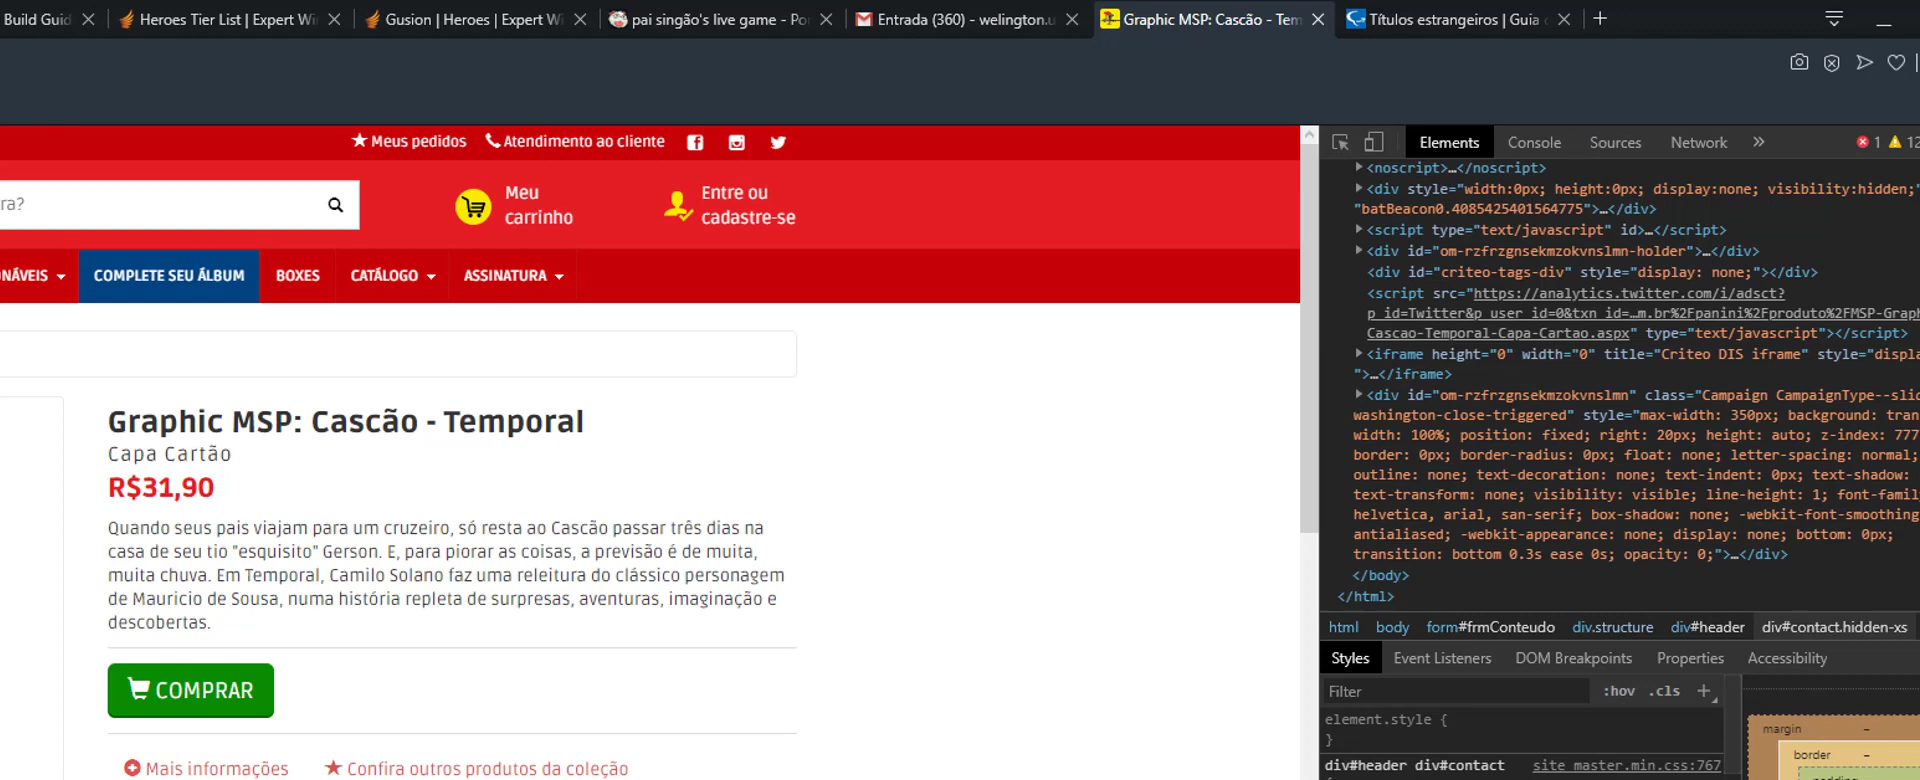 Build Guid
Heroes Tier List | Expert Wi
Gusion | Heroes | Expert Wi
pai singão's live game - Po
Entrada (360) - welington.u
Graphic MSP: Cascão - Tem
Títulos estrangeiros | Guia
Meus pedidos
Atendimento ao cliente
ra?
Meu
carrinho
Entre ou
cadastre-se
NÁVEIS
COMPLETE SEU ÁLBUM
BOXES
CATÁLOGO
ASSINATURA
Graphic MSP: Cascão - Temporal
Capa Cartão
R$31,90
Quando seus pais viajam para um cruzeiro, só resta ao Cascão passar três dias na
casa de seu tio "esquisito" Gerson. E, para piorar as coisas, a previsão é de muita,
muita chuva. Em Temporal, Camilo Solano faz uma releitura do clássico personagem
de Mauricio de Sousa, numa história repleta de surpresas, aventuras, imaginação e
descobertas.
COMPRAR
Mais informações
Confira outros produtos da coleção
Elements Console Sources Network » 1 12
<noscript>…</noscript>
<div style="width:0px; height:0px; display:none; visibility:hidden;"
"batBeacon0.4085425401564775">…</div>
<script type="text/javascript" id>…</script>
<div id="om-rzfrzgnsekmzokvnslmn-holder">…</div>
<div id="criteo-tags-div" style="display: none;"></div>
<script src="https://analytics.twitter.com/i/adsct?
p_id=Twitter&p_user_id=0&txn_id=…m.br%2Fpanini%2Fproduto%2FMSP-Graph
Cascao-Temporal-Capa-Cartao.aspx" type="text/javascript"></script>
<iframe height="0" width="0" title="Criteo DIS iframe" style="displa
">…</iframe>
<div id="om-rzfrzgnsekmzokvnslmn" class="Campaign CampaignType--slid
washington-close-triggered" style="max-width: 350px; background: tran
width: 100%; position: fixed; right: 20px; height: auto; z-index: 777
border: 0px; border-radius: 0px; float: none; letter-spacing: normal;
outline: none; text-decoration: none; text-indent: 0px; text-shadow:
text-transform: none; visibility: visible; line-height: 1; font-famil
helvetica, arial, san-serif; box-shadow: none; -webkit-font-smoothing
antialiased; -webkit-appearance: none; display: none; bottom: 0px;
transition: bottom 0.3s ease 0s; opacity: 0;">…</div>
</body>
</html>
html body form#frmConteudo div.structure div#header div#contact.hidden-xs
Styles Event Listeners DOM Breakpoints Properties Accessibility
Filter :hov .cls +
element.style {
}
div#header div#contact site_master.min.css:767
margin -
border -